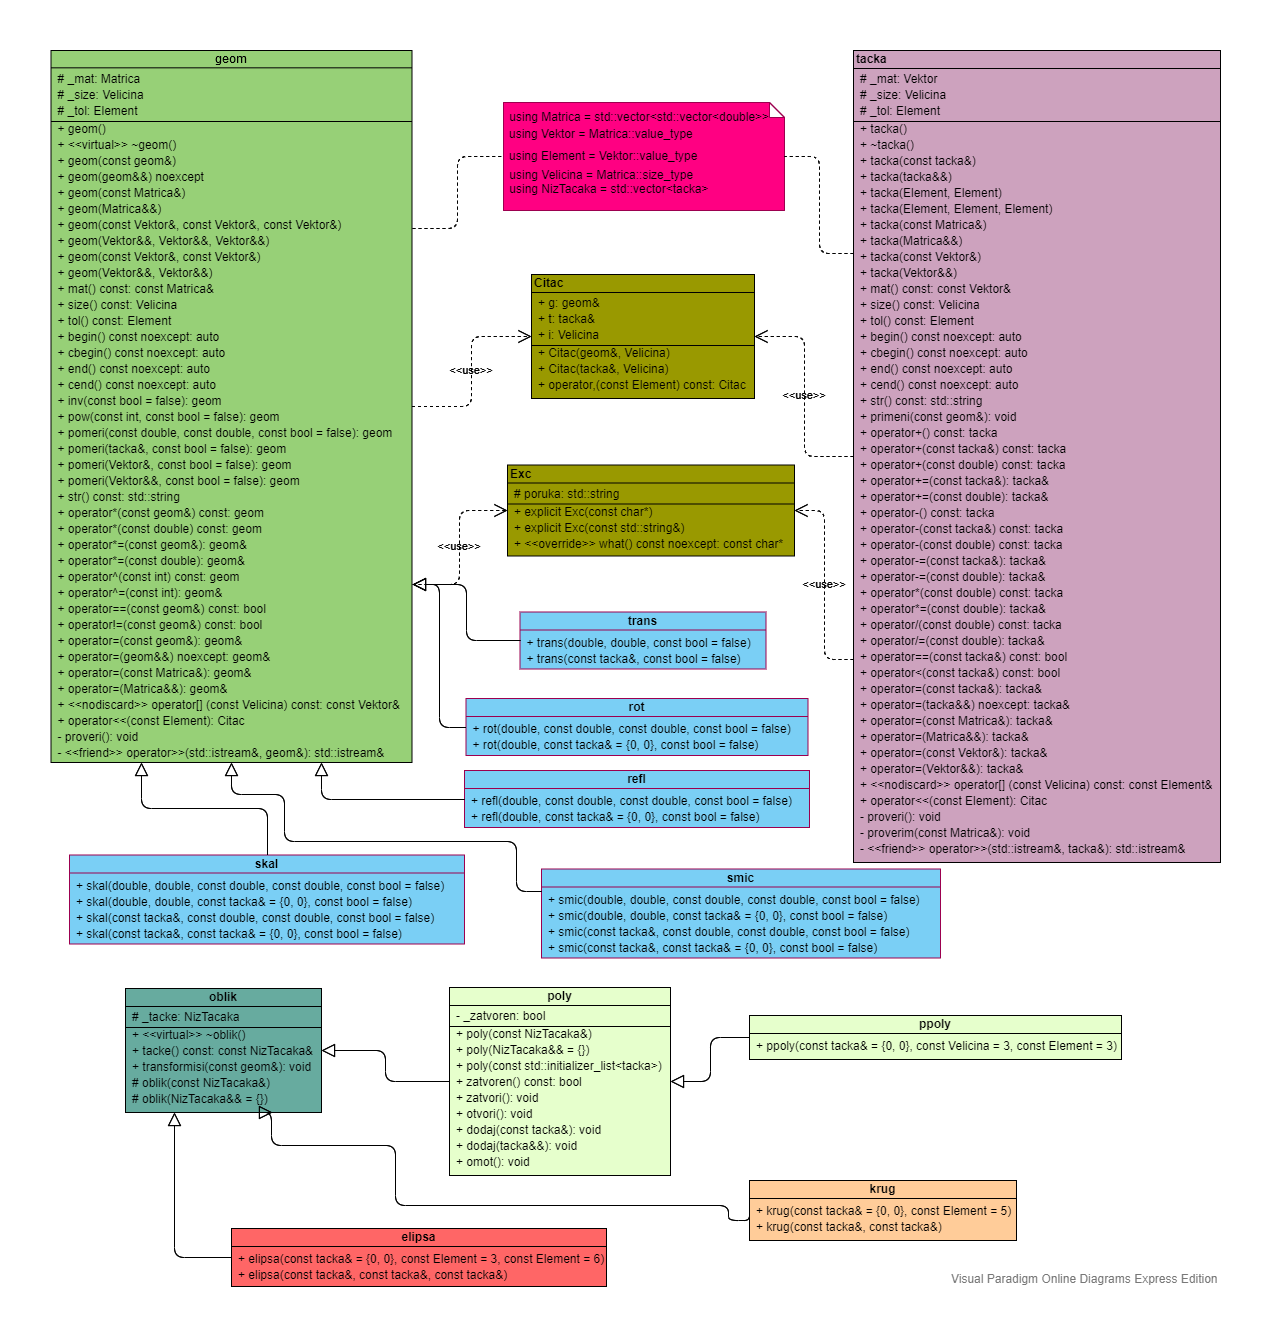 geom
# _mat: Matrica
# _size: Velicina
# _tol: Element
+ geom()
+ <<virtual>> ~geom()
+ geom(const geom&)
+ geom(geom&&) noexcept
+ geom(const Matrica&)
+ geom(Matrica&&)
+ geom(const Vektor&, const Vektor&, const Vektor&)
+ geom(Vektor&&, Vektor&&, Vektor&&)
+ geom(const Vektor&, const Vektor&)
+ geom(Vektor&&, Vektor&&)
+ mat() const: const Matrica&
+ size() const: Velicina
+ tol() const: Element
+ begin() const noexcept: auto
+ cbegin() const noexcept: auto
+ end() const noexcept: auto
+ cend() const noexcept: auto
+ inv(const bool = false): geom
+ pow(const int, const bool = false): geom
+ pomeri(const double, const double, const bool = false): geom
+ pomeri(tacka&, const bool = false): geom
+ pomeri(Vektor&, const bool = false): geom
+ pomeri(Vektor&&, const bool = false): geom
+ str() const: std::string
+ operator*(const geom&) const: geom
+ operator*(const double) const: geom
+ operator*=(const geom&): geom&
+ operator*=(const double): geom&
+ operator^(const int) const: geom
+ operator^=(const int): geom&
+ operator==(const geom&) const: bool
+ operator!=(const geom&) const: bool
+ operator=(const geom&): geom&
+ operator=(geom&&) noexcept: geom&
+ operator=(const Matrica&): geom&
+ operator=(Matrica&&): geom&
+ <<nodiscard>> operator[] (const Velicina) const: const Vektor&
+ operator<<(const Element): Citac
- proveri(): void
- <<friend>> operator>>(std::istream&, geom&): std::istream&
using Matrica = std::vector<std::vector<double>>
using Vektor = Matrica::value_type
using Element = Vektor::value_type
using Velicina = Matrica::size_type
using NizTacaka = std::vector<tacka>
Citac
+ g: geom&
+ t: tacka&
+ i: Velicina
+ Citac(geom&, Velicina)
+ Citac(tacka&, Velicina)
+ operator,(const Element) const: Citac
<<use>>
<<use>>
Exc
# poruka: std::string
+ explicit Exc(const char*)
+ explicit Exc(const std::string&)
+ <<override>> what() const noexcept: const char*
<<use>>
<<use>>
tacka
# _mat: Vektor
# _size: Velicina
# _tol: Element
+ tacka()
+ ~tacka()
+ tacka(const tacka&)
+ tacka(tacka&&)
+ tacka(Element, Element)
+ tacka(Element, Element, Element)
+ tacka(const Matrica&)
+ tacka(Matrica&&)
+ tacka(const Vektor&)
+ tacka(Vektor&&)
+ mat() const: const Vektor&
+ size() const: Velicina
+ tol() const: Element
+ begin() const noexcept: auto
+ cbegin() const noexcept: auto
+ end() const noexcept: auto
+ cend() const noexcept: auto
+ str() const: std::string
+ primeni(const geom&): void
+ operator+() const: tacka
+ operator+(const tacka&) const: tacka
+ operator+(const double) const: tacka
+ operator+=(const tacka&): tacka&
+ operator+=(const double): tacka&
+ operator-() const: tacka
+ operator-(const tacka&) const: tacka
+ operator-(const double) const: tacka
+ operator-=(const tacka&): tacka&
+ operator-=(const double): tacka&
+ operator*(const double) const: tacka
+ operator*=(const double): tacka&
+ operator/(const double) const: tacka
+ operator/=(const double): tacka&
+ operator==(const tacka&) const: bool
+ operator<(const tacka&) const: bool
+ operator=(const tacka&): tacka&
+ operator=(tacka&&) noexcept: tacka&
+ operator=(const Matrica&): tacka&
+ operator=(Matrica&&): tacka&
+ operator=(const Vektor&): tacka&
+ operator=(Vektor&&): tacka&
+ <<nodiscard>> operator[] (const Velicina) const: const Element&
+ operator<<(const Element): Citac
- proveri(): void
- proverim(const Matrica&): void
- <<friend>> operator>>(std::istream&, tacka&): std::istream&
trans
+ trans(double, double, const bool = false)
+ trans(const tacka&, const bool = false)
rot
+ rot(double, const double, const double, const bool = false)
+ rot(double, const tacka& = {0, 0}, const bool = false)
refl
+ refl(double, const double, const double, const bool = false)
+ refl(double, const tacka& = {0, 0}, const bool = false)
skal
+ skal(double, double, const double, const double, const bool = false)
+ skal(double, double, const tacka& = {0, 0}, const bool = false)
+ skal(const tacka&, const double, const double, const bool = false)
+ skal(const tacka&, const tacka& = {0, 0}, const bool = false)
smic
+ smic(double, double, const double, const double, const bool = false)
+ smic(double, double, const tacka& = {0, 0}, const bool = false)
+ smic(const tacka&, const double, const double, const bool = false)
+ smic(const tacka&, const tacka& = {0, 0}, const bool = false)
oblik
# _tacke: NizTacaka
+ <<virtual>> ~oblik()
+ tacke() const: const NizTacaka&
+ transformisi(const geom&): void
# oblik(const NizTacaka&)
# oblik(NizTacaka&& = {})
poly
- _zatvoren: bool
+ poly(const NizTacaka&)
+ poly(NizTacaka&& = {})
+ poly(const std::initializer_list<tacka>)
+ zatvoren() const: bool
+ zatvori(): void
+ otvori(): void
+ dodaj(const tacka&): void
+ dodaj(tacka&&): void
+ omot(): void
ppoly
+ ppoly(const tacka& = {0, 0}, const Velicina = 3, const Element = 3)
krug
+ krug(const tacka& = {0, 0}, const Element = 5)
+ krug(const tacka&, const tacka&)
elipsa
+ elipsa(const tacka& = {0, 0}, const Element = 3, const Element = 6)
+ elipsa(const tacka&, const tacka&, const tacka&)
Visual Paradigm Online Diagrams Express Edition